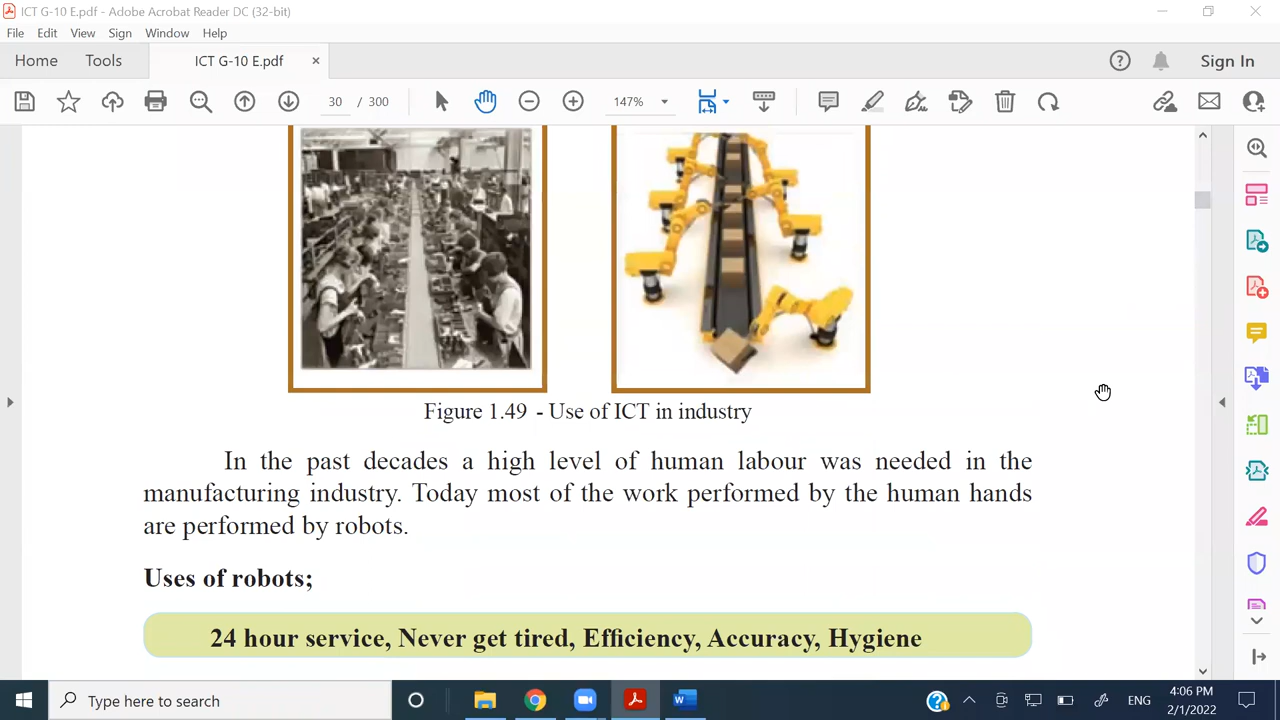 ICT G-10 E.pdf - Adobe Acrobat Reader DC (32-bit)
File Edit View Sign Window Help
Home Tools ICT G-10 E.pdf × Sign In
30 / 300 147%
Figure 1.49 - Use of ICT in industry
In the past decades a high level of human labour was needed in the
manufacturing industry. Today most of the work performed by the human hands
are performed by robots.
Uses of robots;
24 hour service, Never get tired, Efficiency, Accuracy, Hygiene
Type here to search
ENG
4:06 PM
2/1/2022